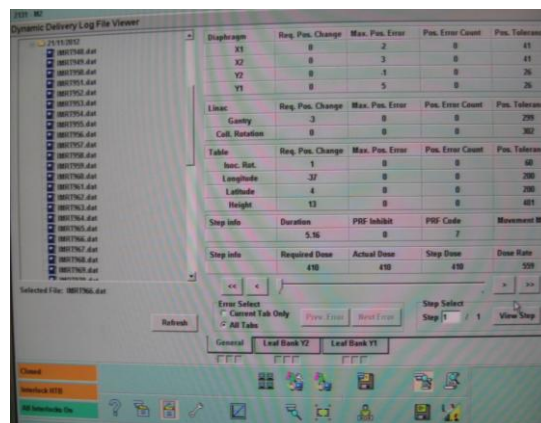 2131 M2
Dynamic Delivery Log File Viewer
21/11/2012
IMRT948.dat
IMRT950.dat
IMRT951.dat
IMRT952.dat
IMRT953.dat
IMRT954.dat
IMRT955.dat
IMRT956.dat
IMRT957.dat
IMRT958.dat
IMRT959.dat
IMRT960.dat
IMRT961.dat
IMRT962.dat
IMRT963.dat
IMRT964.dat
IMRT965.dat
IMRT966.dat
IMRT967.dat
IMRT968.dat
Selected File: IMRT966.dat
Refresh
Diaphragm Req. Pos. Change Max. Pos. Error Pos. Error Count Pos. Toleran
X1 0 2 0 41
X2 0 3 0 41
Y2 0 .1 0 26
Y1 0 5 0 26
Linac Req. Pos. Change Max. Pos. Error Pos. Error Count Pos. Toleran
Gantry .3 0 0 299
Coll. Rotation 0 0 0 302
Table Req. Pos. Change Max. Pos. Error Pos. Error Count Pos. Toleran
Isoc. Rot. 1 0 0 60
Longitude .37 0 0 200
Latitude 4 0 0 200
Height 13 0 0 401
Step info Duration PRF Inhibit PRF Code Movement M
5.16 0 7
Step info Required Dose Actual Dose Step Dose Dose Rate
410 410 410 559
<< < > >>
Error Select
Current Tab Only
All Tabs
Prev. Error Next Error
Step Select
Step 1 / 1 View Step
General Leaf Bank Y2 Leaf Bank Y1
Closed
Interlock RTB
All Interlocks On